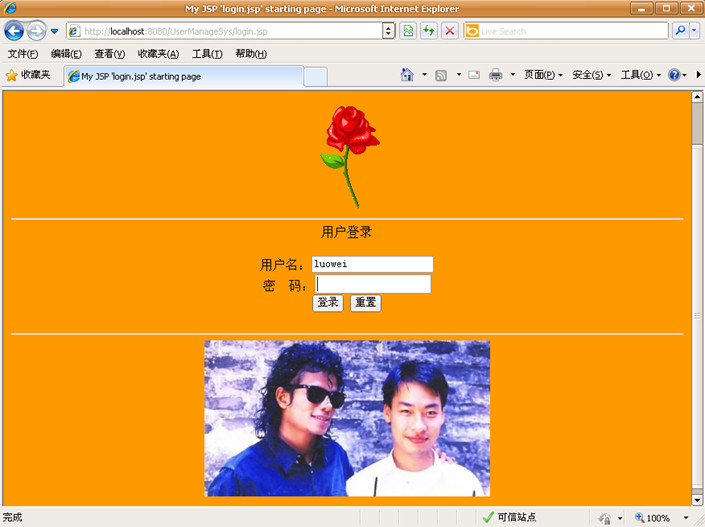 My JSP 'login.jsp' starting page - Microsoft Internet Explorer
http://localhost:8080/UserManageSys/login.jsp
Live Search
文件(F) 编辑(E) 查看(V) 收藏夹(A) 工具(T) 帮助(H)
收藏夹 My JSP 'login.jsp' starting page 页面(P) 安全(S) 工具(O)
用户登录
用户名： luowei
密 码：
登录 重置
完成 可信站点 100%